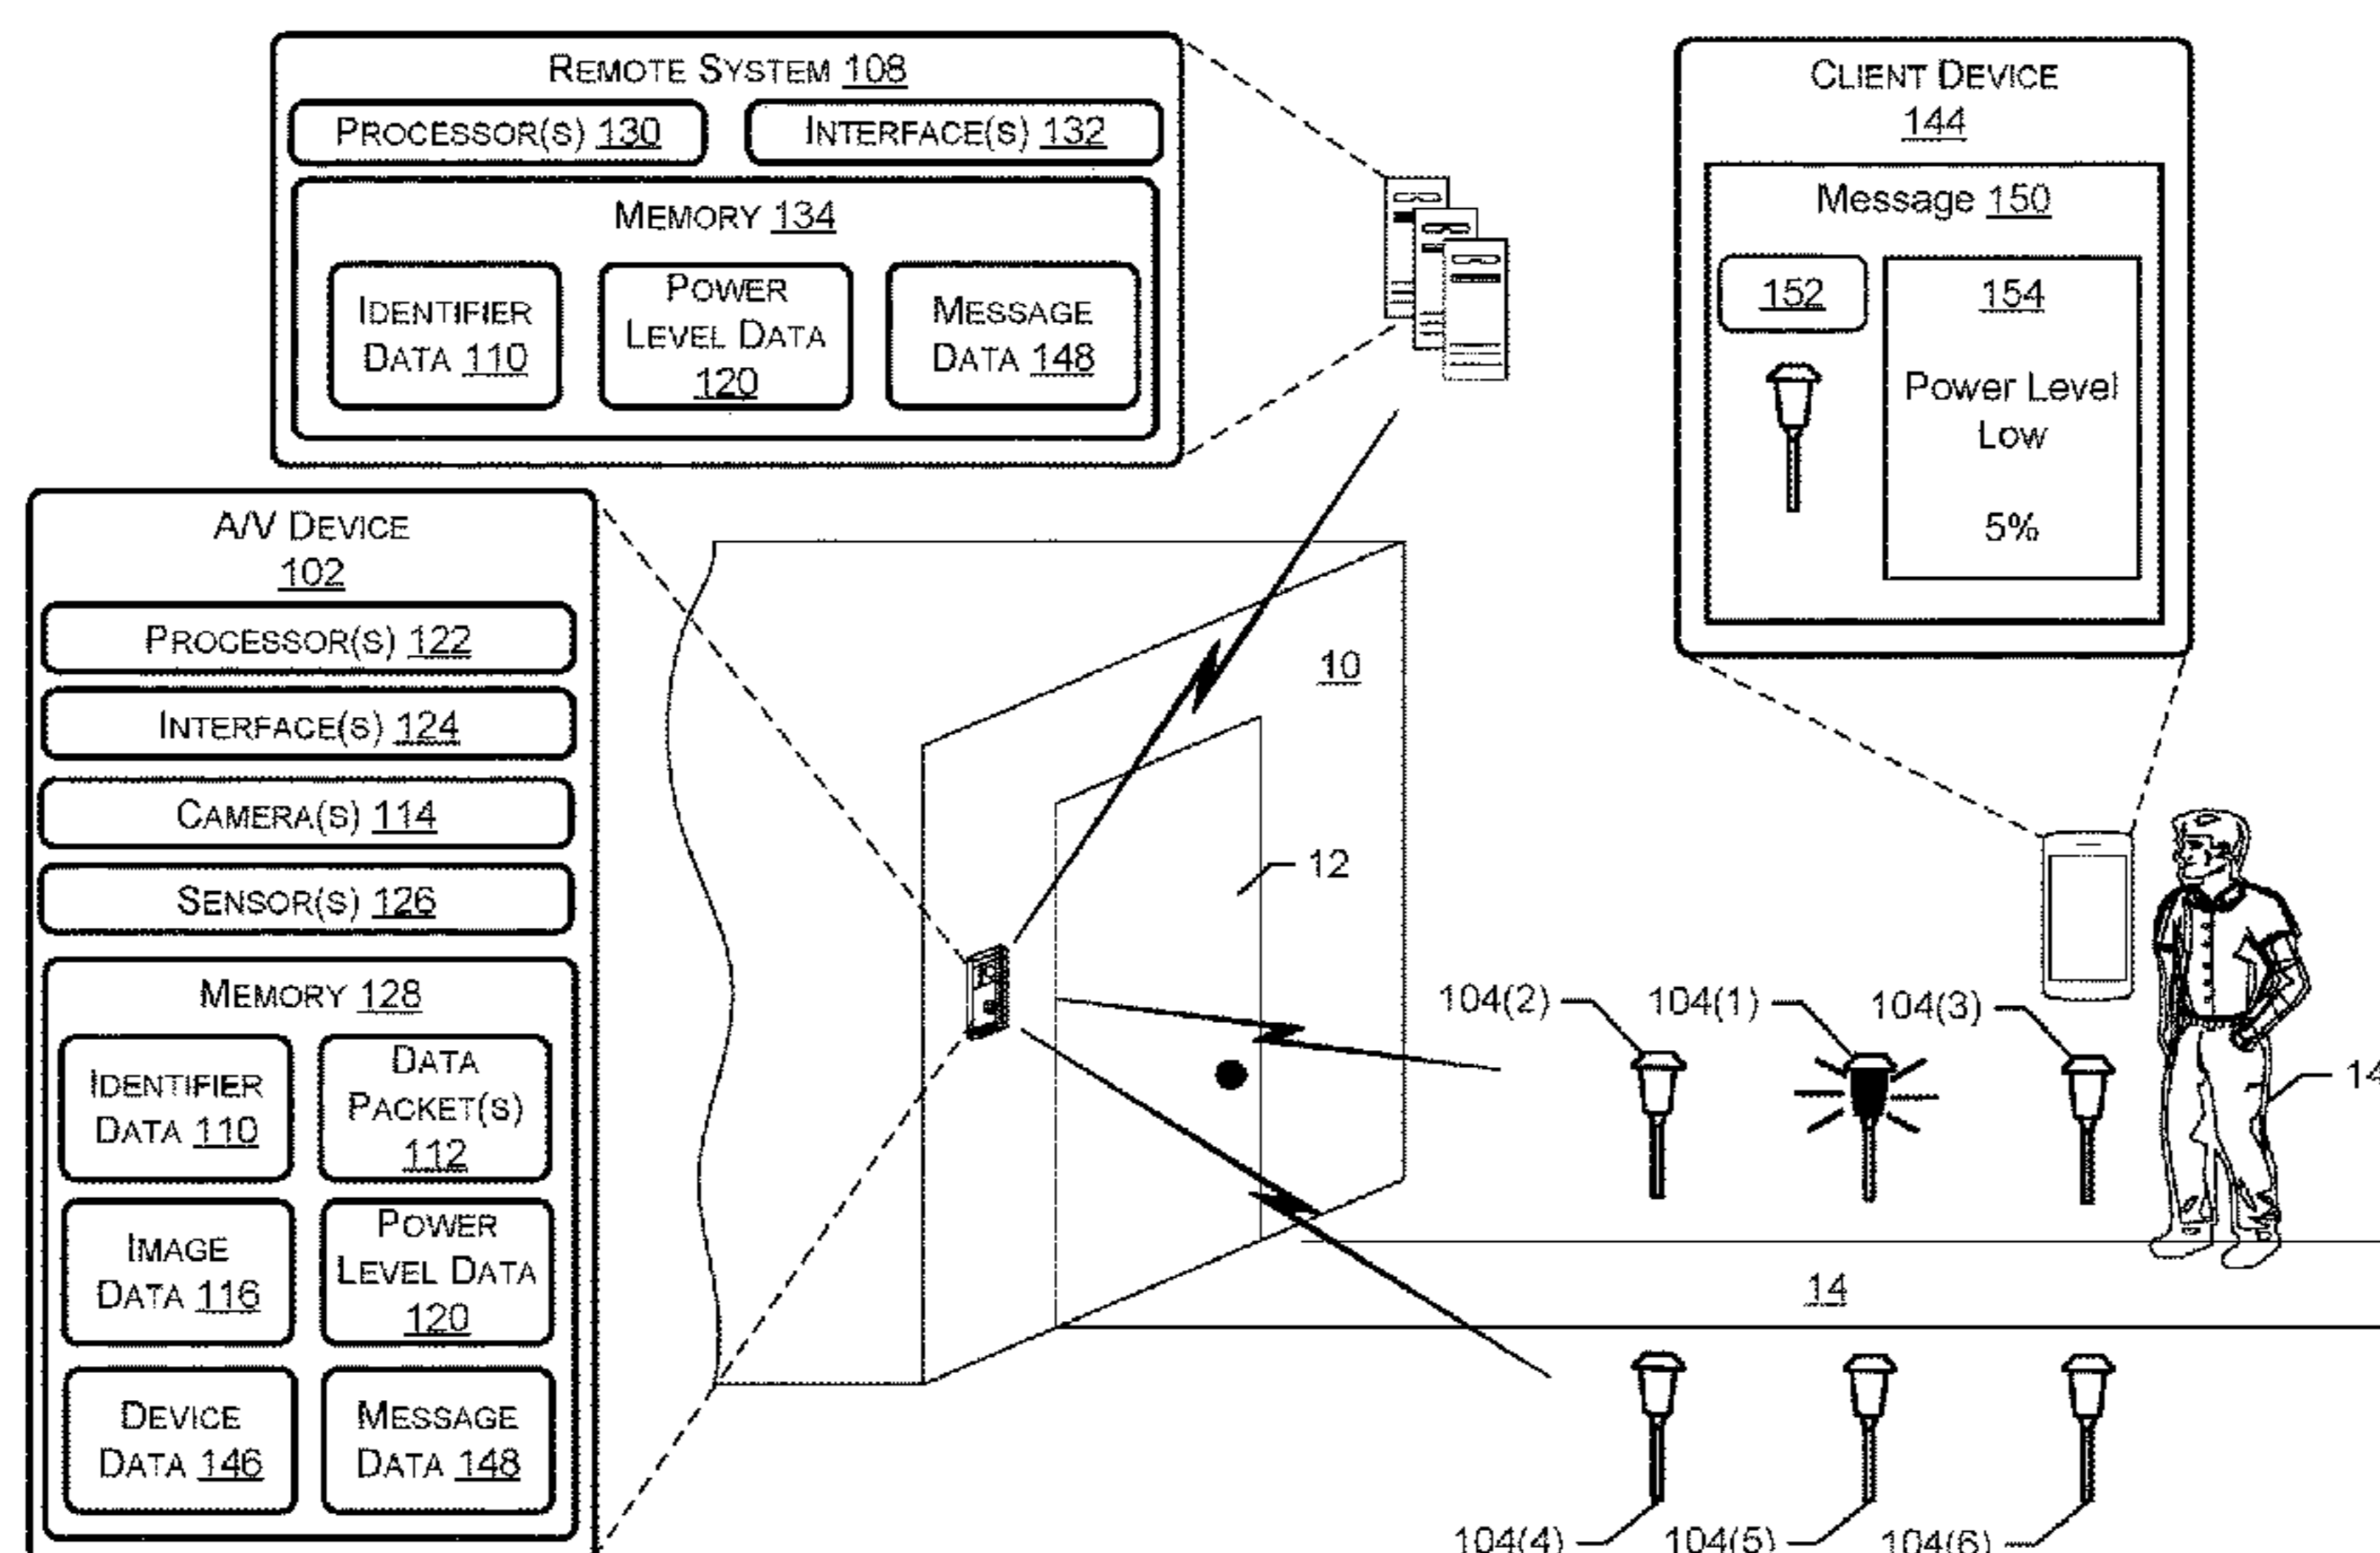 REMOTE SYSTEM 108
PROCESSOR(S) 130
INTERFACE(S) 132
MEMORY 134
IDENTIFIER
DATA 110
POWER
LEVEL DATA
120
MESSAGE
DATA 148
CLIENT DEVICE
144
Message 150
152
154
Power Level
Low
5%
A/V DEVICE
102
PROCESSOR(S) 122
INTERFACE(S) 124
CAMERA(S) 114
SENSOR(S) 126
MEMORY 128
IDENTIFIER
DATA 110
DATA
PACKET(S)
112
IMAGE
DATA 116
POWER
LEVEL DATA
120
DEVICE
DATA 146
MESSAGE
DATA 148
10
12
104(2)
104(1)
104(3)
14
104(4)
104(5)
104(6)